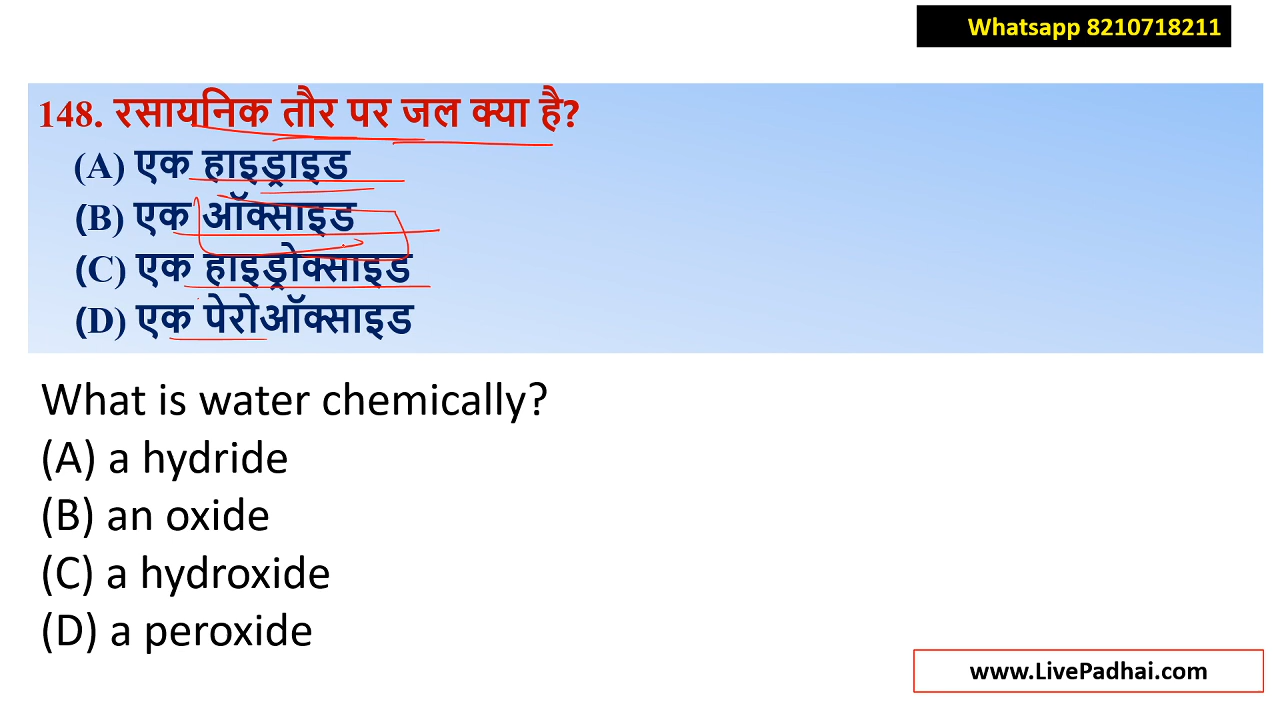 Whatsapp 8210718211
148. रसायनिक तौर पर जल क्या है?
(A) एक हाइड्राइड
(B) एक ऑक्साइड
(C) एक हाइड्रोक्साइड
(D) एक पेरोऑक्साइड
What is water chemically?
(A) a hydride
(B) an oxide
(C) a hydroxide
(D) a peroxide
www.LivePadhai.com